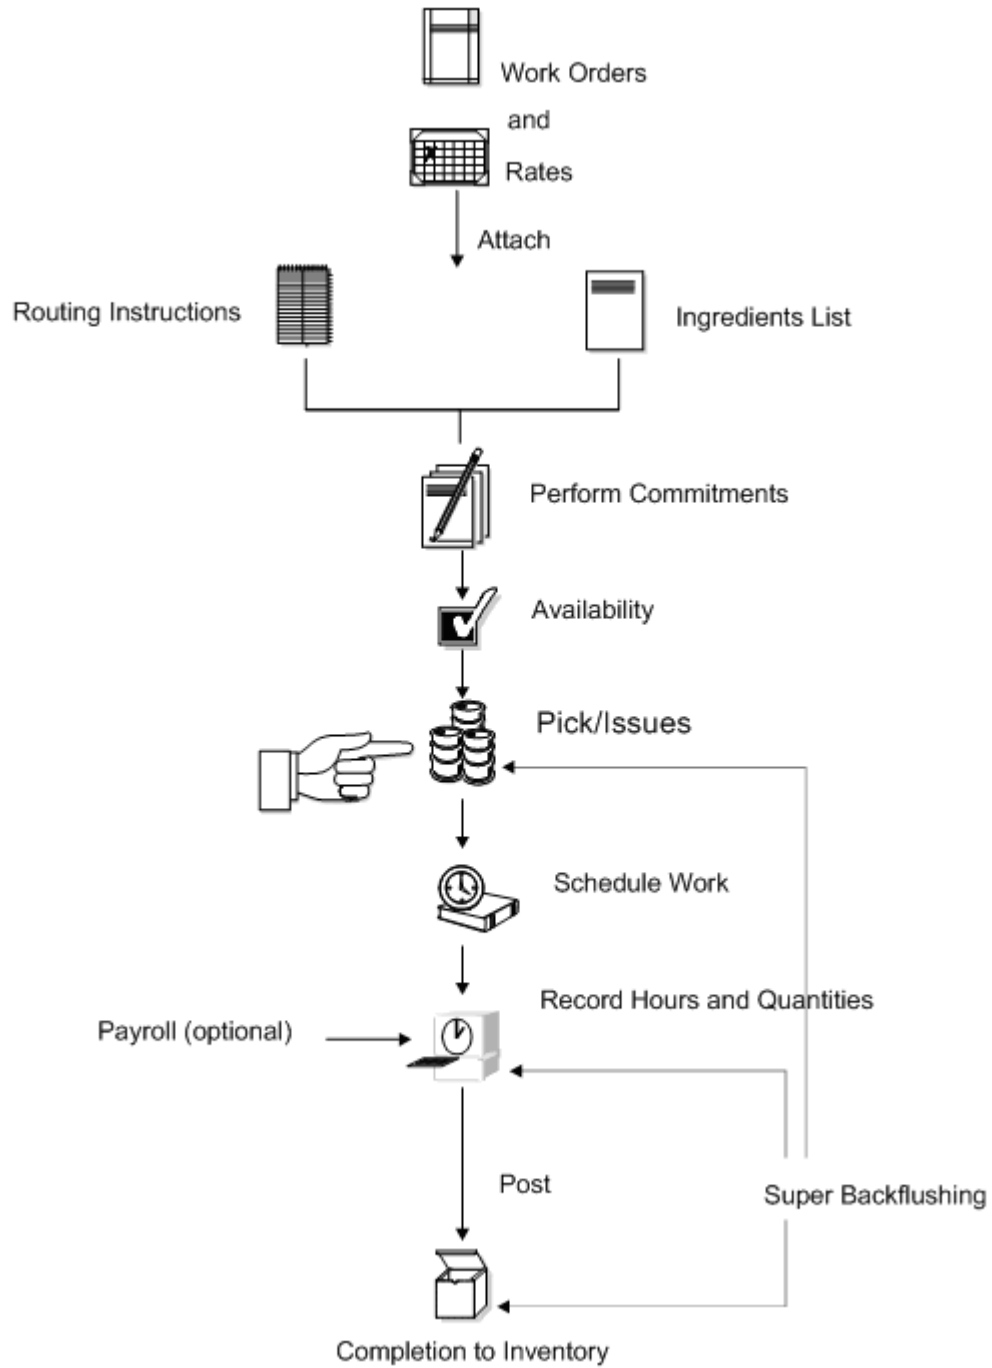 Work Orders
and
Rates
Attach
Routing Instructions
Ingredients List
Perform Commitments
Availability
Pick/Issues
Schedule Work
Record Hours and Quantities
Payroll (optional)
Post
Super Backflushing
Completion to Inventory